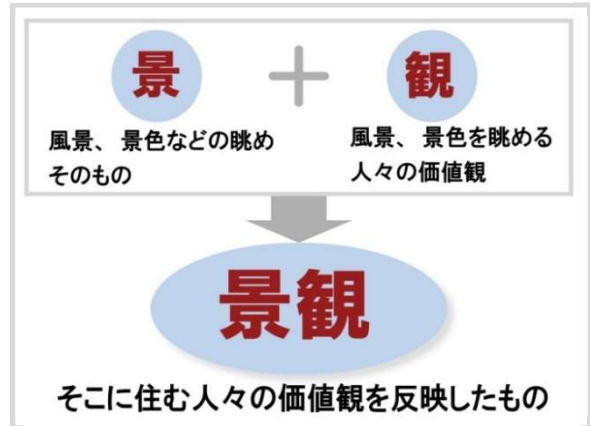 景 + 観
風景、景色などの眺め
そのもの
風景、景色を眺める
人々の価値観
景観
そこに住む人々の価値観を反映したもの